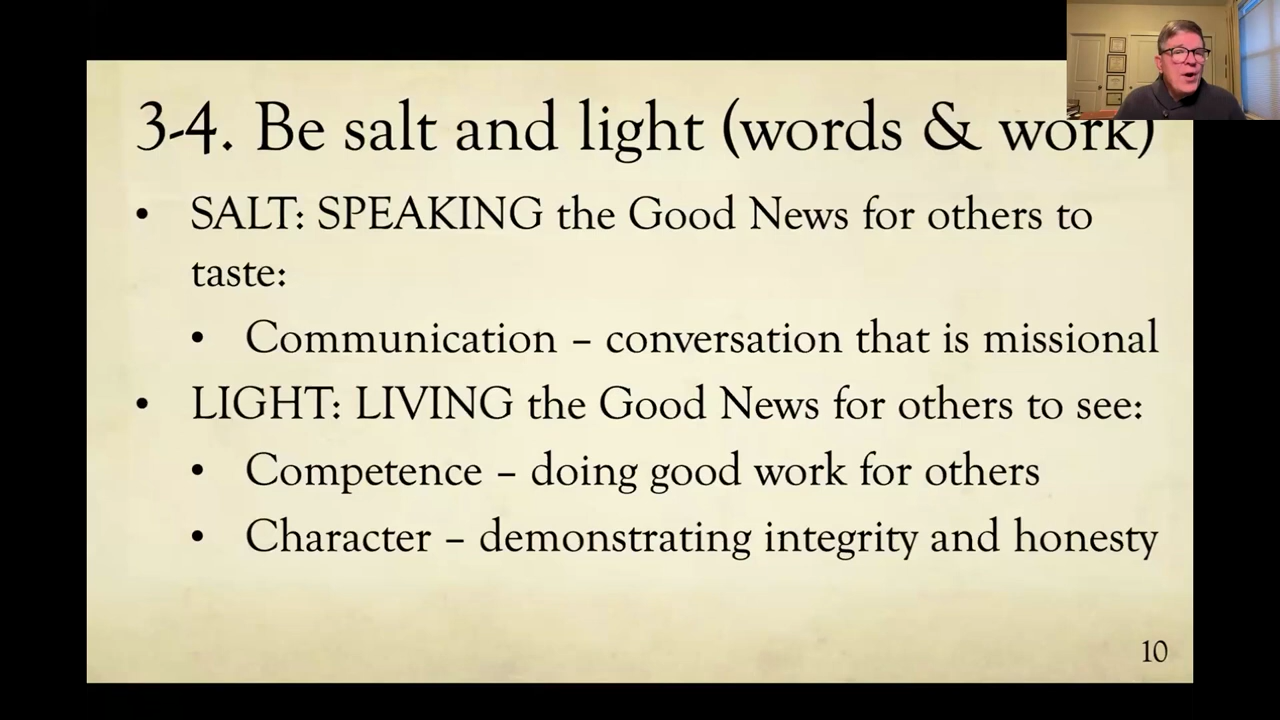 3-4. Be salt and light (words & work)
• SALT: SPEAKING the Good News for others to
taste:
• Communication – conversation that is missional
• LIGHT: LIVING the Good News for others to see:
• Competence – doing good work for others
• Character – demonstrating integrity and honesty
10